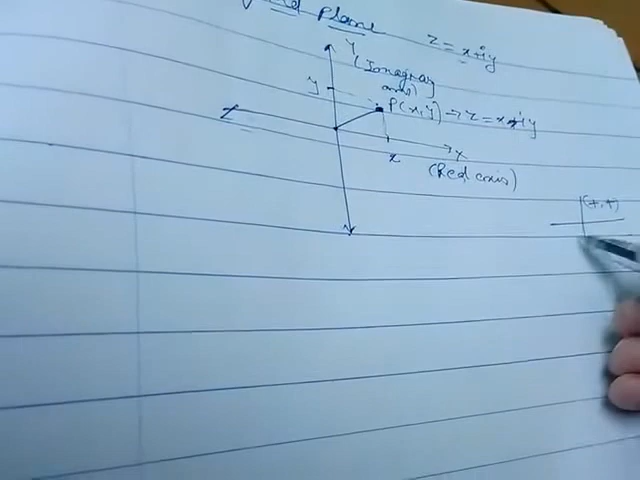 plane
z = x+iy
Y
(Imaginary
axis)
y
P(x,y) → z = x+iy
x
x
(Real axis)
(+,+)